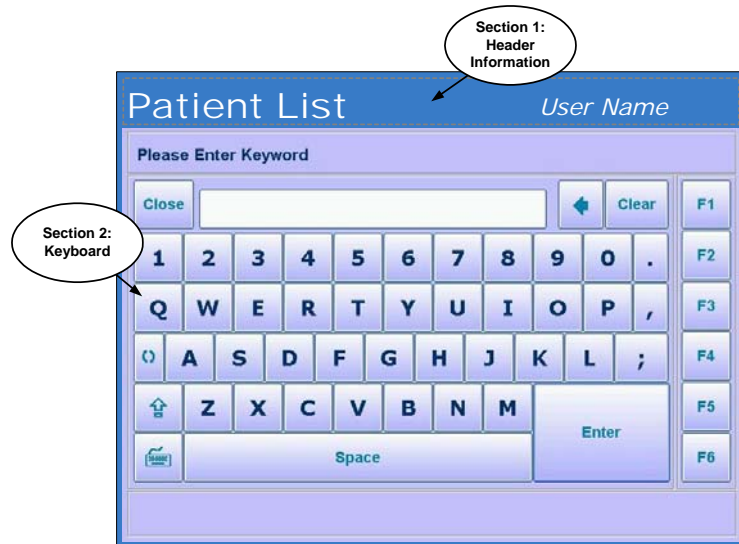 Section 1:
Header
Information
Patient List User Name
Please Enter Keyword
Close Clear F1
Section 2:
Keyboard
1 2 3 4 5 6 7 8 9 0 . F2
Q W E R T Y U I O P , F3
() A S D F G H J K L ; F4
Z X C V B N M F5
Enter
Space F6